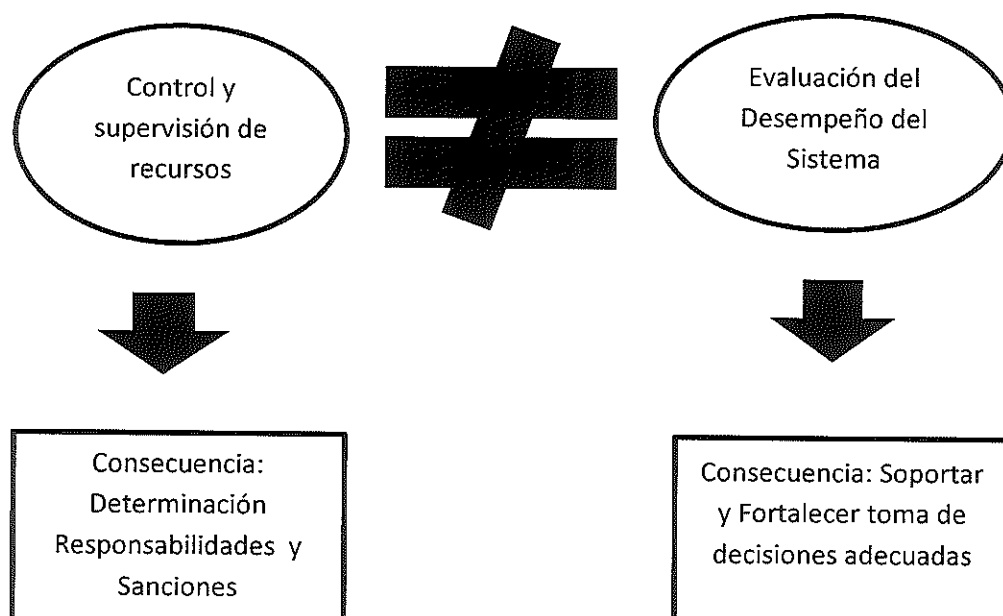 Control y
supervisión de
recursos
Evaluación del
Desempeño del
Sistema
Consecuencia:
Determinación
Responsabilidades y
Sanciones
Consecuencia: Soportar
y Fortalecer toma de
decisiones adecuadas